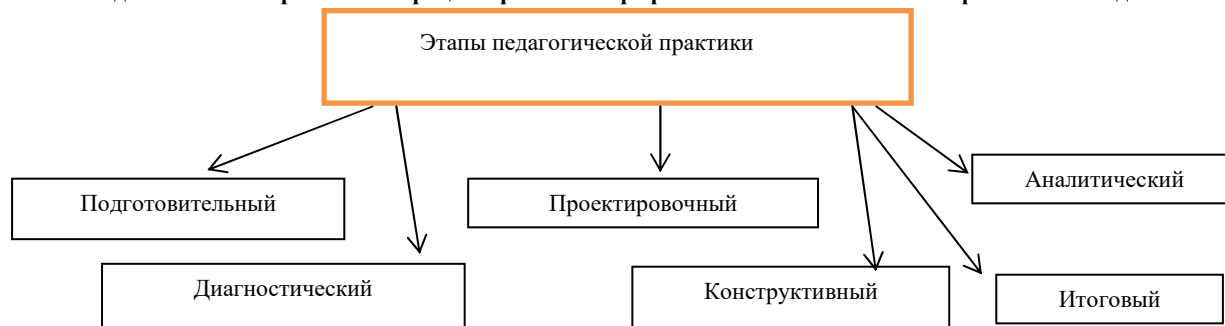 Этапы педагогической практики
Аналитический
Подготовительный
Проектировочный
Диагностический
Конструктивный
Итоговый